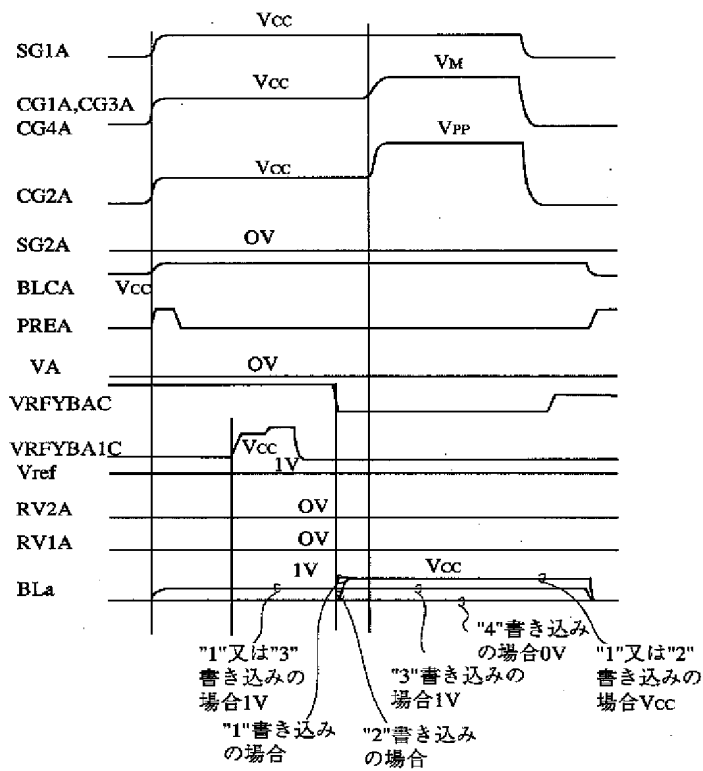 Vcc
SG1A
VM
Vcc
CG1A,CG3A
CG4A
VPP
Vcc
CG2A
SG2A
OV
BLCA
Vcc
PREA
VA
OV
VRFYBAC
VRFYBA1C
Vcc
1V
Vref
RV2A
OV
RV1A
OV
1V
Vcc
BLa
"1"又は"3"
書き込みの
場合1V
"1"書き込み
の場合
"2"書き込み
の場合
"3"書き込みの
場合1V
"4"書き込み
の場合0V
"1"又は"2"
書き込みの
場合Vcc